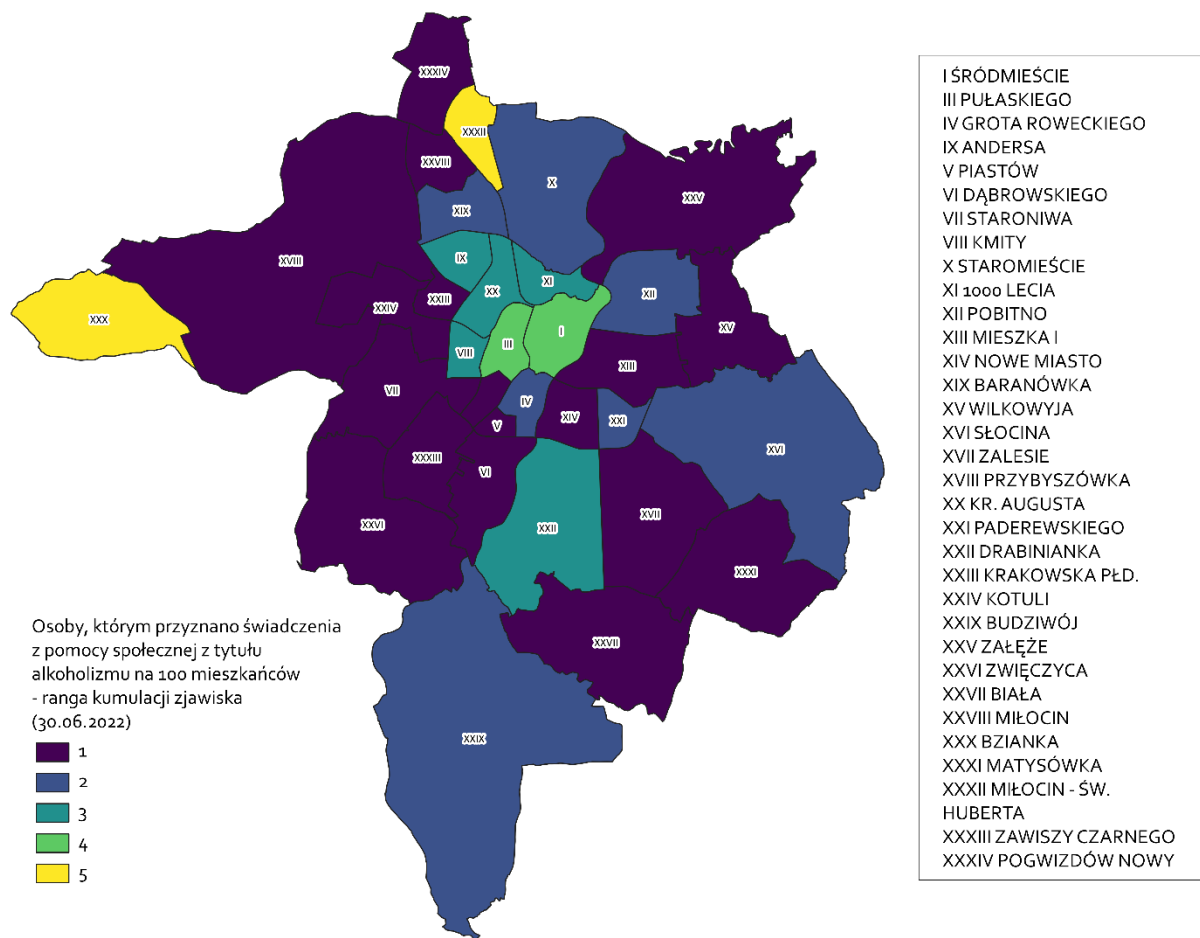 XXXIV
XXXII
XXVIII
X
XXV
XIX
IX
XVIII
XX
XI
XII
XXIII
XXIV
XXX
I
XV
III
VIII
XIII
VII
IV
XIV
XXI
V
XXXIII
VI
XVI
XXVI
XXII
XVII
XXXI
XXVII
XXIX
Osoby, którym przyznano świadczenia
z pomocy społecznej z tytułu
alkoholizmu na 100 mieszkańców
- ranga kumulacji zjawiska
(30.06.2022)
1
2
3
4
5
I ŚRÓDMIEŚCIE
III PUŁASKIEGO
IV GROTA ROWECKIEGO
IX ANDERSA
V PIASTÓW
VI DĄBROWSKIEGO
VII STARONIWA
VIII KMITY
X STAROMIEŚCIE
XI 1000 LECIA
XII POBITNO
XIII MIESZKA I
XIV NOWE MIASTO
XIX BARANÓWKA
XV WILKOWYJA
XVI SŁOCINA
XVII ZALESIE
XVIII PRZYBYSZÓWKA
XX KR. AUGUSTA
XXI PADEREWSKIEGO
XXII DRABINIANKA
XXIII KRAKOWSKA PŁD.
XXIV KOTULI
XXIX BUDZIWÓJ
XXV ZAŁĘŻE
XXVI ZWIĘCZYCA
XXVII BIAŁA
XXVIII MIŁOCIN
XXX BZIANKA
XXXI MATYSÓWKA
XXXII MIŁOCIN - ŚW.
HUBERTA
XXXIII ZAWISZY CZARNEGO
XXXIV POGWIZDÓW NOWY